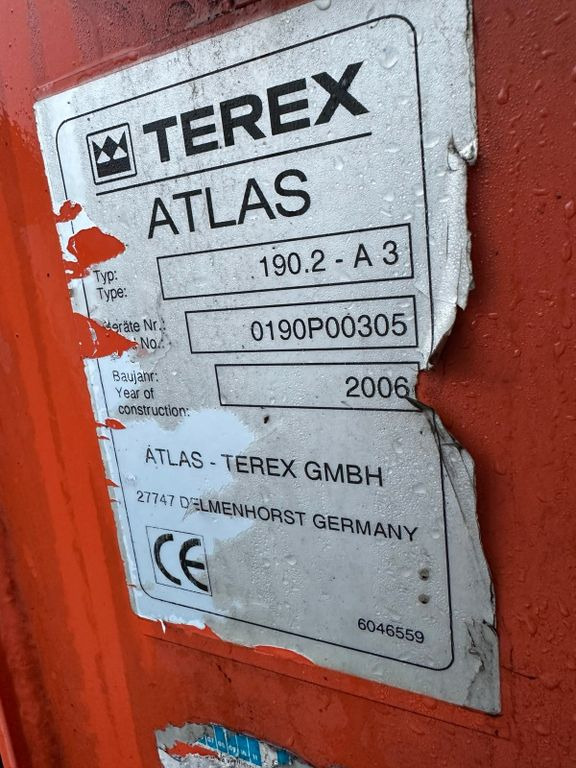 TEREX
ATLAS
Typ:
Type:
190.2 - A 3
Nr.:
No.:
0190P00305
Baujahr:
Year of
construction:
2006
ATLAS - TEREX GMBH
27747 DELMENHORST GERMANY
CE
6046559